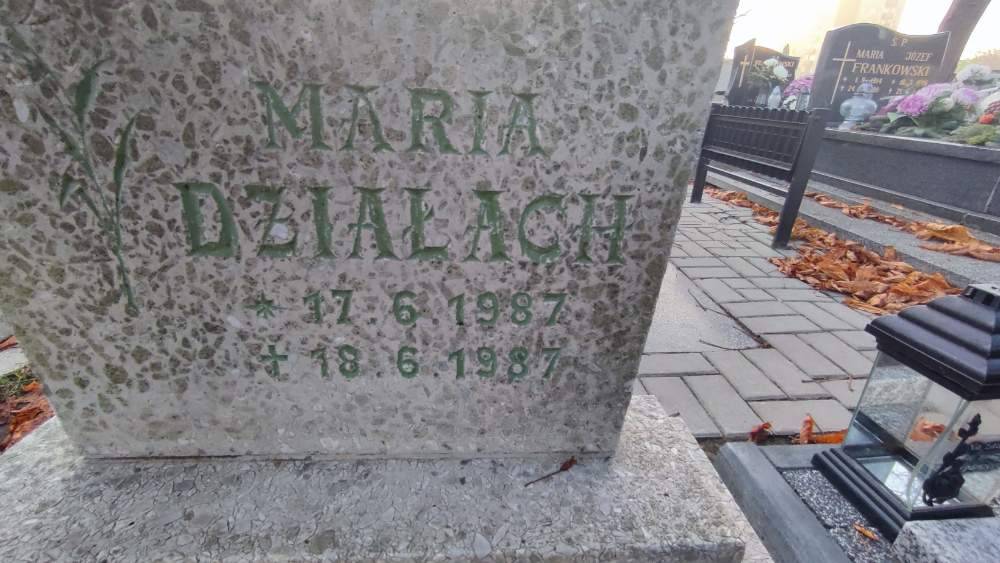 MARIA
DZIAŁACH
* 17. 6. 1987
+ 18. 6. 1987
Ś P
MARIA JÓZEF
FRANKOWSKI